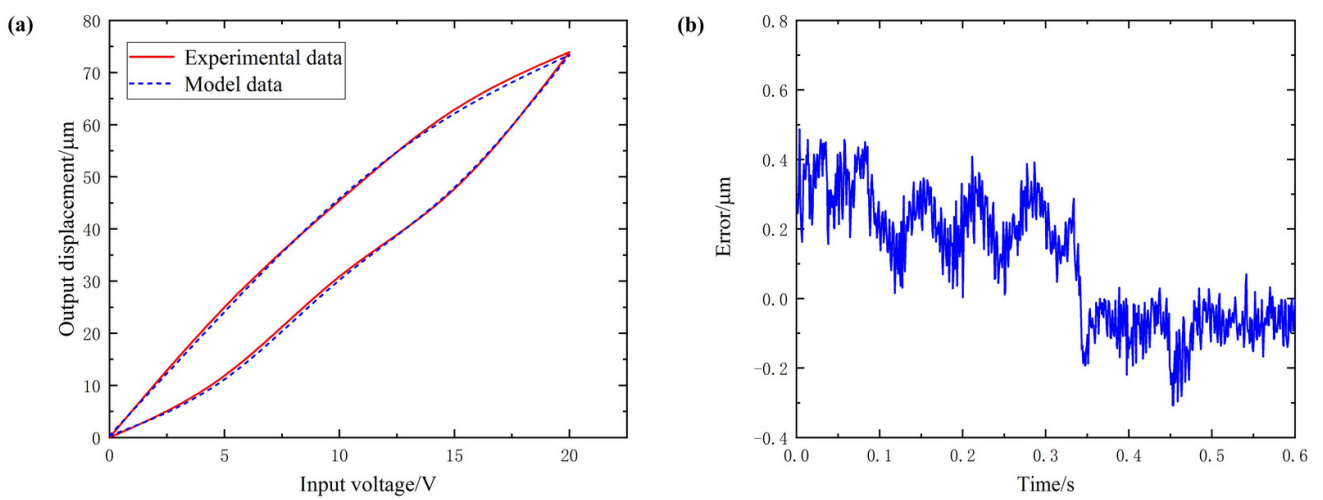 (a)
80
70
60
50
40
30
20
10
0
Output displacement/μm
Experimental data
Model data
0 5 10 15 20
Input voltage/V
(b)
0.8
0.6
0.4
0.2
0.0
−0.2
−0.4
Error/μm
0.0 0.1 0.2 0.3 0.4 0.5 0.6
Time/s